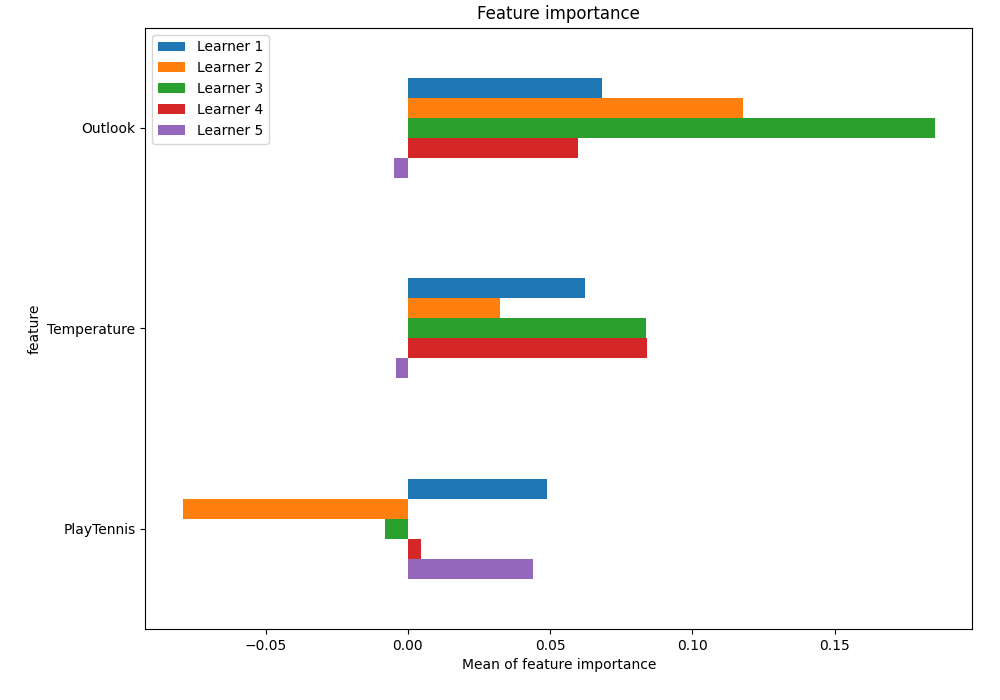 Feature importance
Learner 1
Learner 2
Learner 3
Learner 4
Learner 5
Outlook
Temperature
PlayTennis
feature
−0.05 0.00 0.05 0.10 0.15
Mean of feature importance